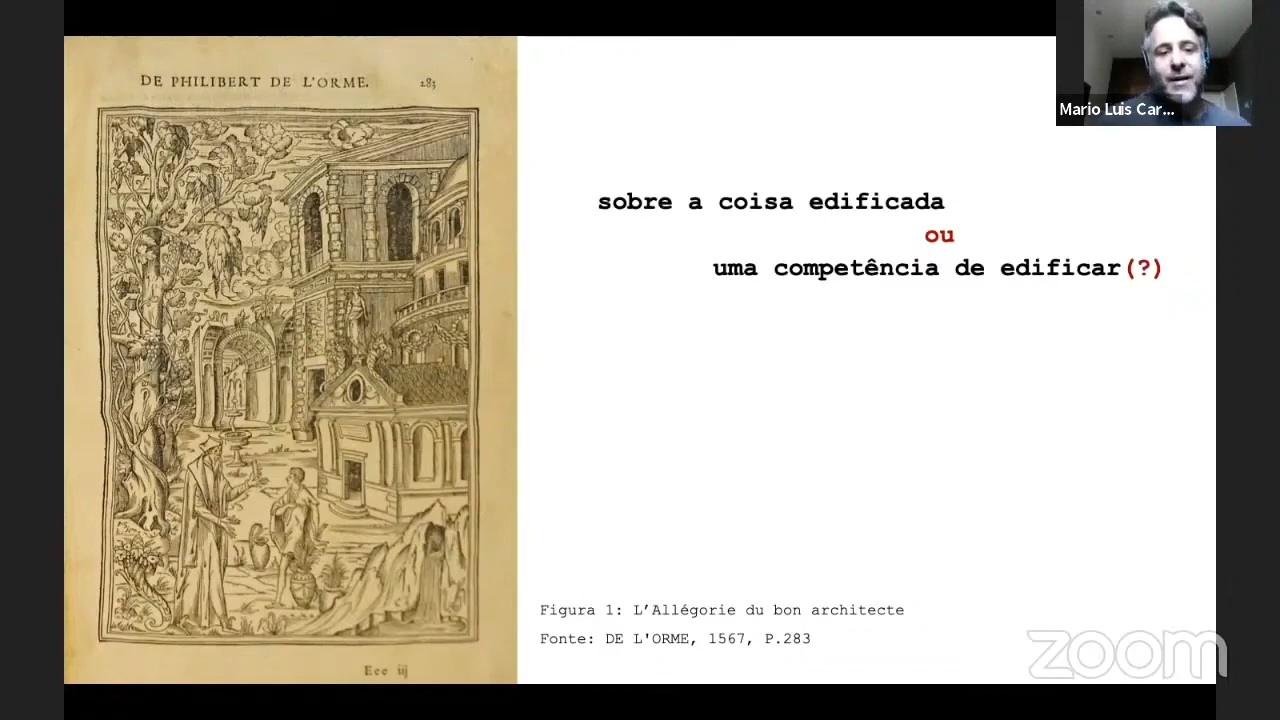 DE PHILIBERT DE L'ORME. 283
Eee iij
sobre a coisa edificada
ou
uma competência de edificar(?)
Figura 1: L’Allégorie du bon architecte
Fonte: DE L'ORME, 1567, P.283
Mario Luis Car...
zoom